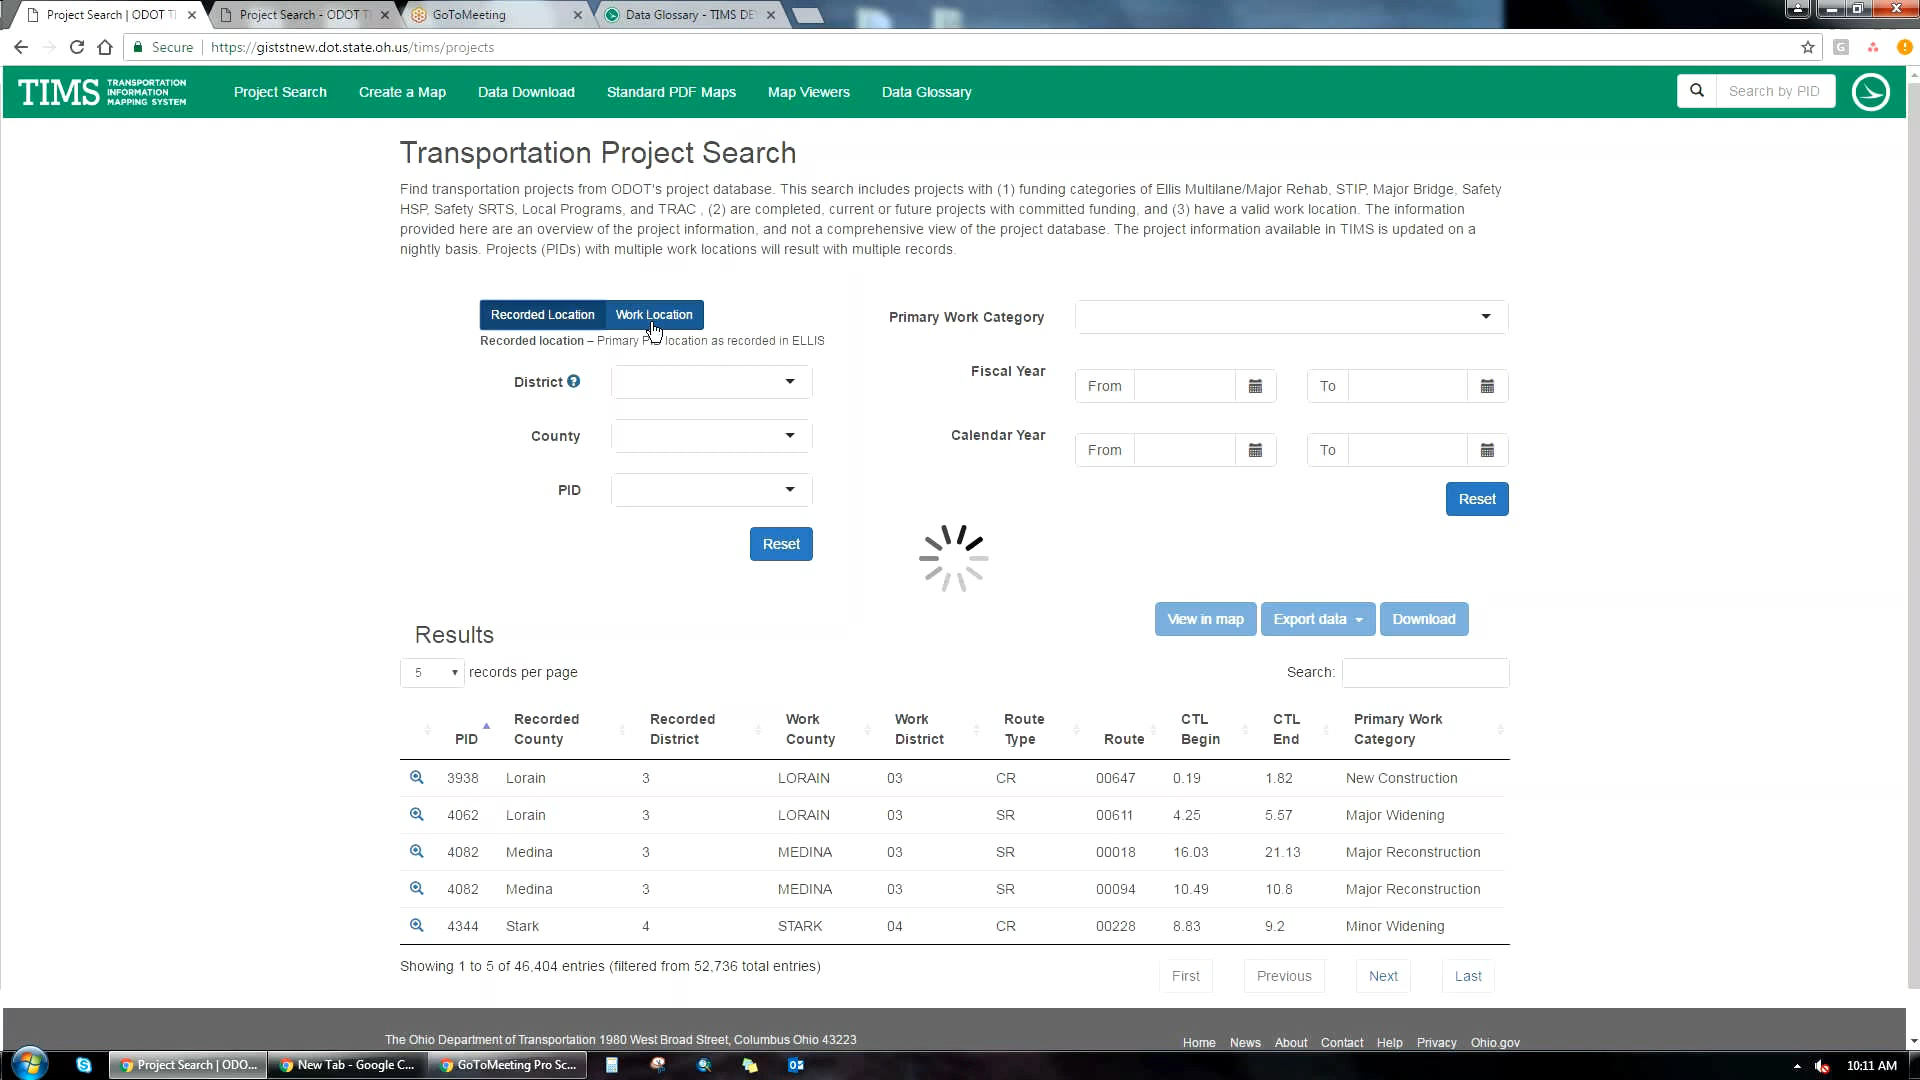 Project Search | ODOT TI
Project Search - ODOT TI
GoToMeeting
Data Glossary - TIMS DE
Secure
https://giststnew.dot.state.oh.us/tims/projects
TIMS TRANSPORTATION
INFORMATION
MAPPING SYSTEM
Project Search
Create a Map
Data Download
Standard PDF Maps
Map Viewers
Data Glossary
Search by PID
Transportation Project Search
Find transportation projects from ODOT's project database. This search includes projects with (1) funding categories of Ellis Multilane/Major Rehab, STIP, Major Bridge, Safety
HSP, Safety SRTS, Local Programs, and TRAC , (2) are completed, current or future projects with committed funding, and (3) have a valid work location. The information
provided here are an overview of the project information, and not a comprehensive view of the project database. The project information available in TIMS is updated on a
nightly basis. Projects (PIDs) with multiple work locations will result with multiple records.
Recorded Location Work Location
Recorded location – Primary location as recorded in ELLIS
District
County
PID
Reset
Primary Work Category
Fiscal Year From To
Calendar Year From To
Reset
View in map Export data Download
Results
5 records per page
Search:
PID Recorded County Recorded District Work County Work District Route Type Route CTL Begin CTL End Primary Work Category
3938 Lorain 3 LORAIN 03 CR 00647 0.19 1.82 New Construction
4062 Lorain 3 LORAIN 03 SR 00611 4.25 5.57 Major Widening
4082 Medina 3 MEDINA 03 SR 00018 16.03 21.13 Major Reconstruction
4082 Medina 3 MEDINA 03 SR 00094 10.49 10.8 Major Reconstruction
4344 Stark 4 STARK 04 CR 00228 8.83 9.2 Minor Widening
Showing 1 to 5 of 46,404 entries (filtered from 52,736 total entries)
First Previous Next Last
The Ohio Department of Transportation 1980 West Broad Street, Columbus Ohio 43223
Home News About Contact Help Privacy Ohio.gov
Project Search | ODO...
New Tab - Google C...
GoToMeeting Pro Sc...
10:11 AM